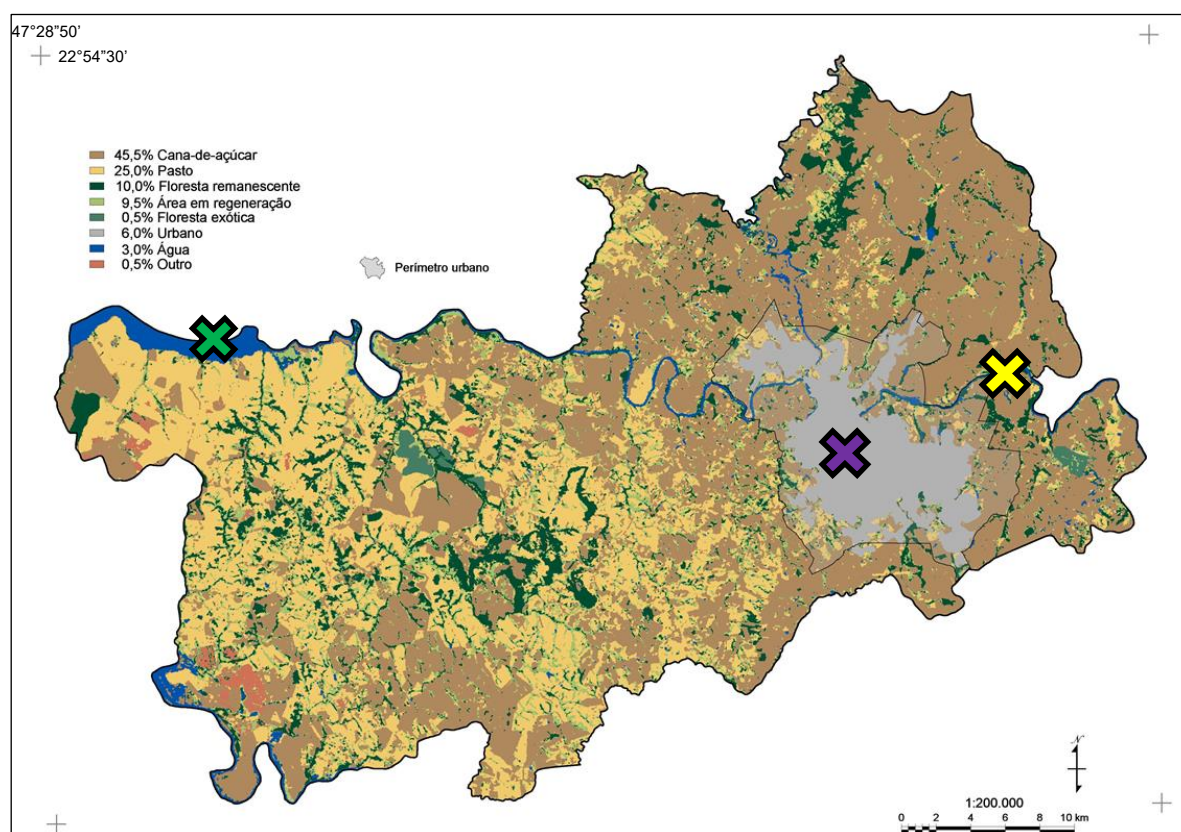 47°28"50'
22°54"30'
45,5% Cana-de-açúcar
25,0% Pasto
10,0% Floresta remanescente
9,5% Área em regeneração
0,5% Floresta exótica
6,0% Urbano
3,0% Água
0,5% Outro
Perímetro urbano
N
1:200.000
0 2 4 6 8 10 km